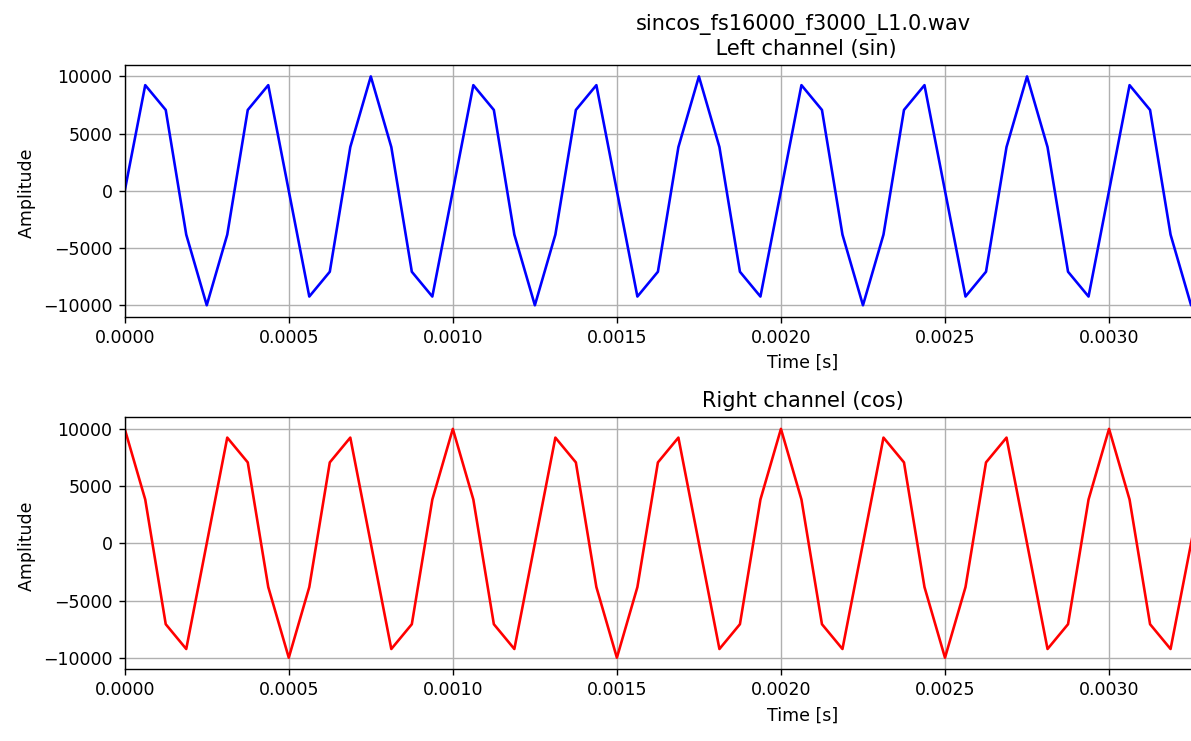 sincos_fs16000_f3000_L1.0.wav
Left channel (sin)
10000
5000
0
−5000
−10000
Amplitude
0.0000 0.0005 0.0010 0.0015 0.0020 0.0025 0.0030
Time [s]
Right channel (cos)
10000
5000
0
−5000
−10000
Amplitude
0.0000 0.0005 0.0010 0.0015 0.0020 0.0025 0.0030
Time [s]